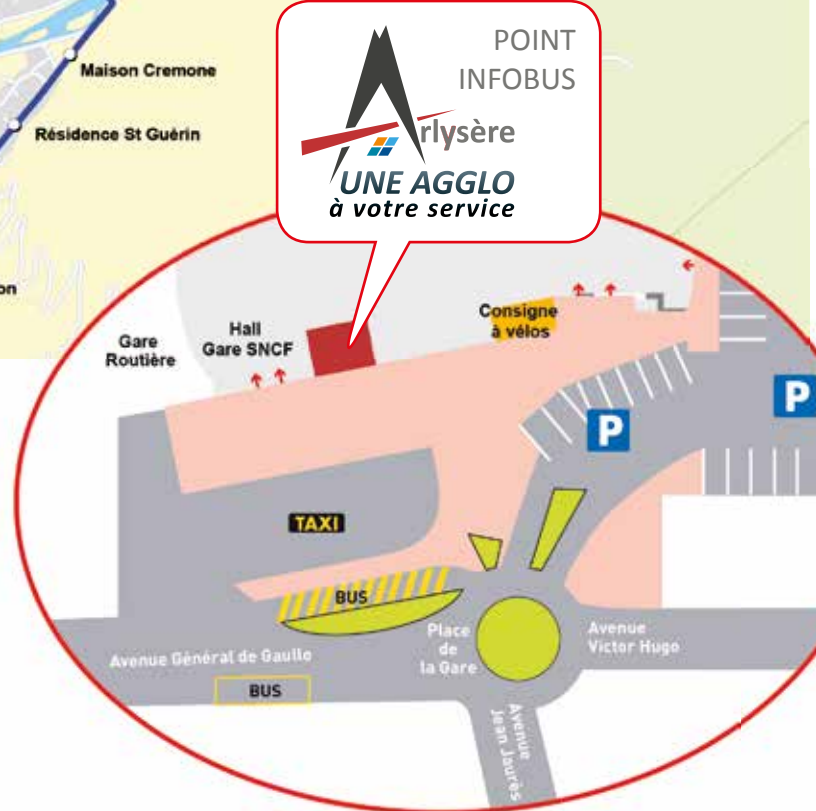 Maison Cremone
Résidence St Guérin
on
POINT
INFOBUS
Arlysère
UNE AGGLO
à votre service
Gare
Routière
Hall
Gare SNCF
Consigne
à vélos
P
P
TAXI
BUS
Place
de
la Gare
Avenue
Victor Hugo
Avenue Général de Gaulle
BUS
Avenue
Jean Jaurès